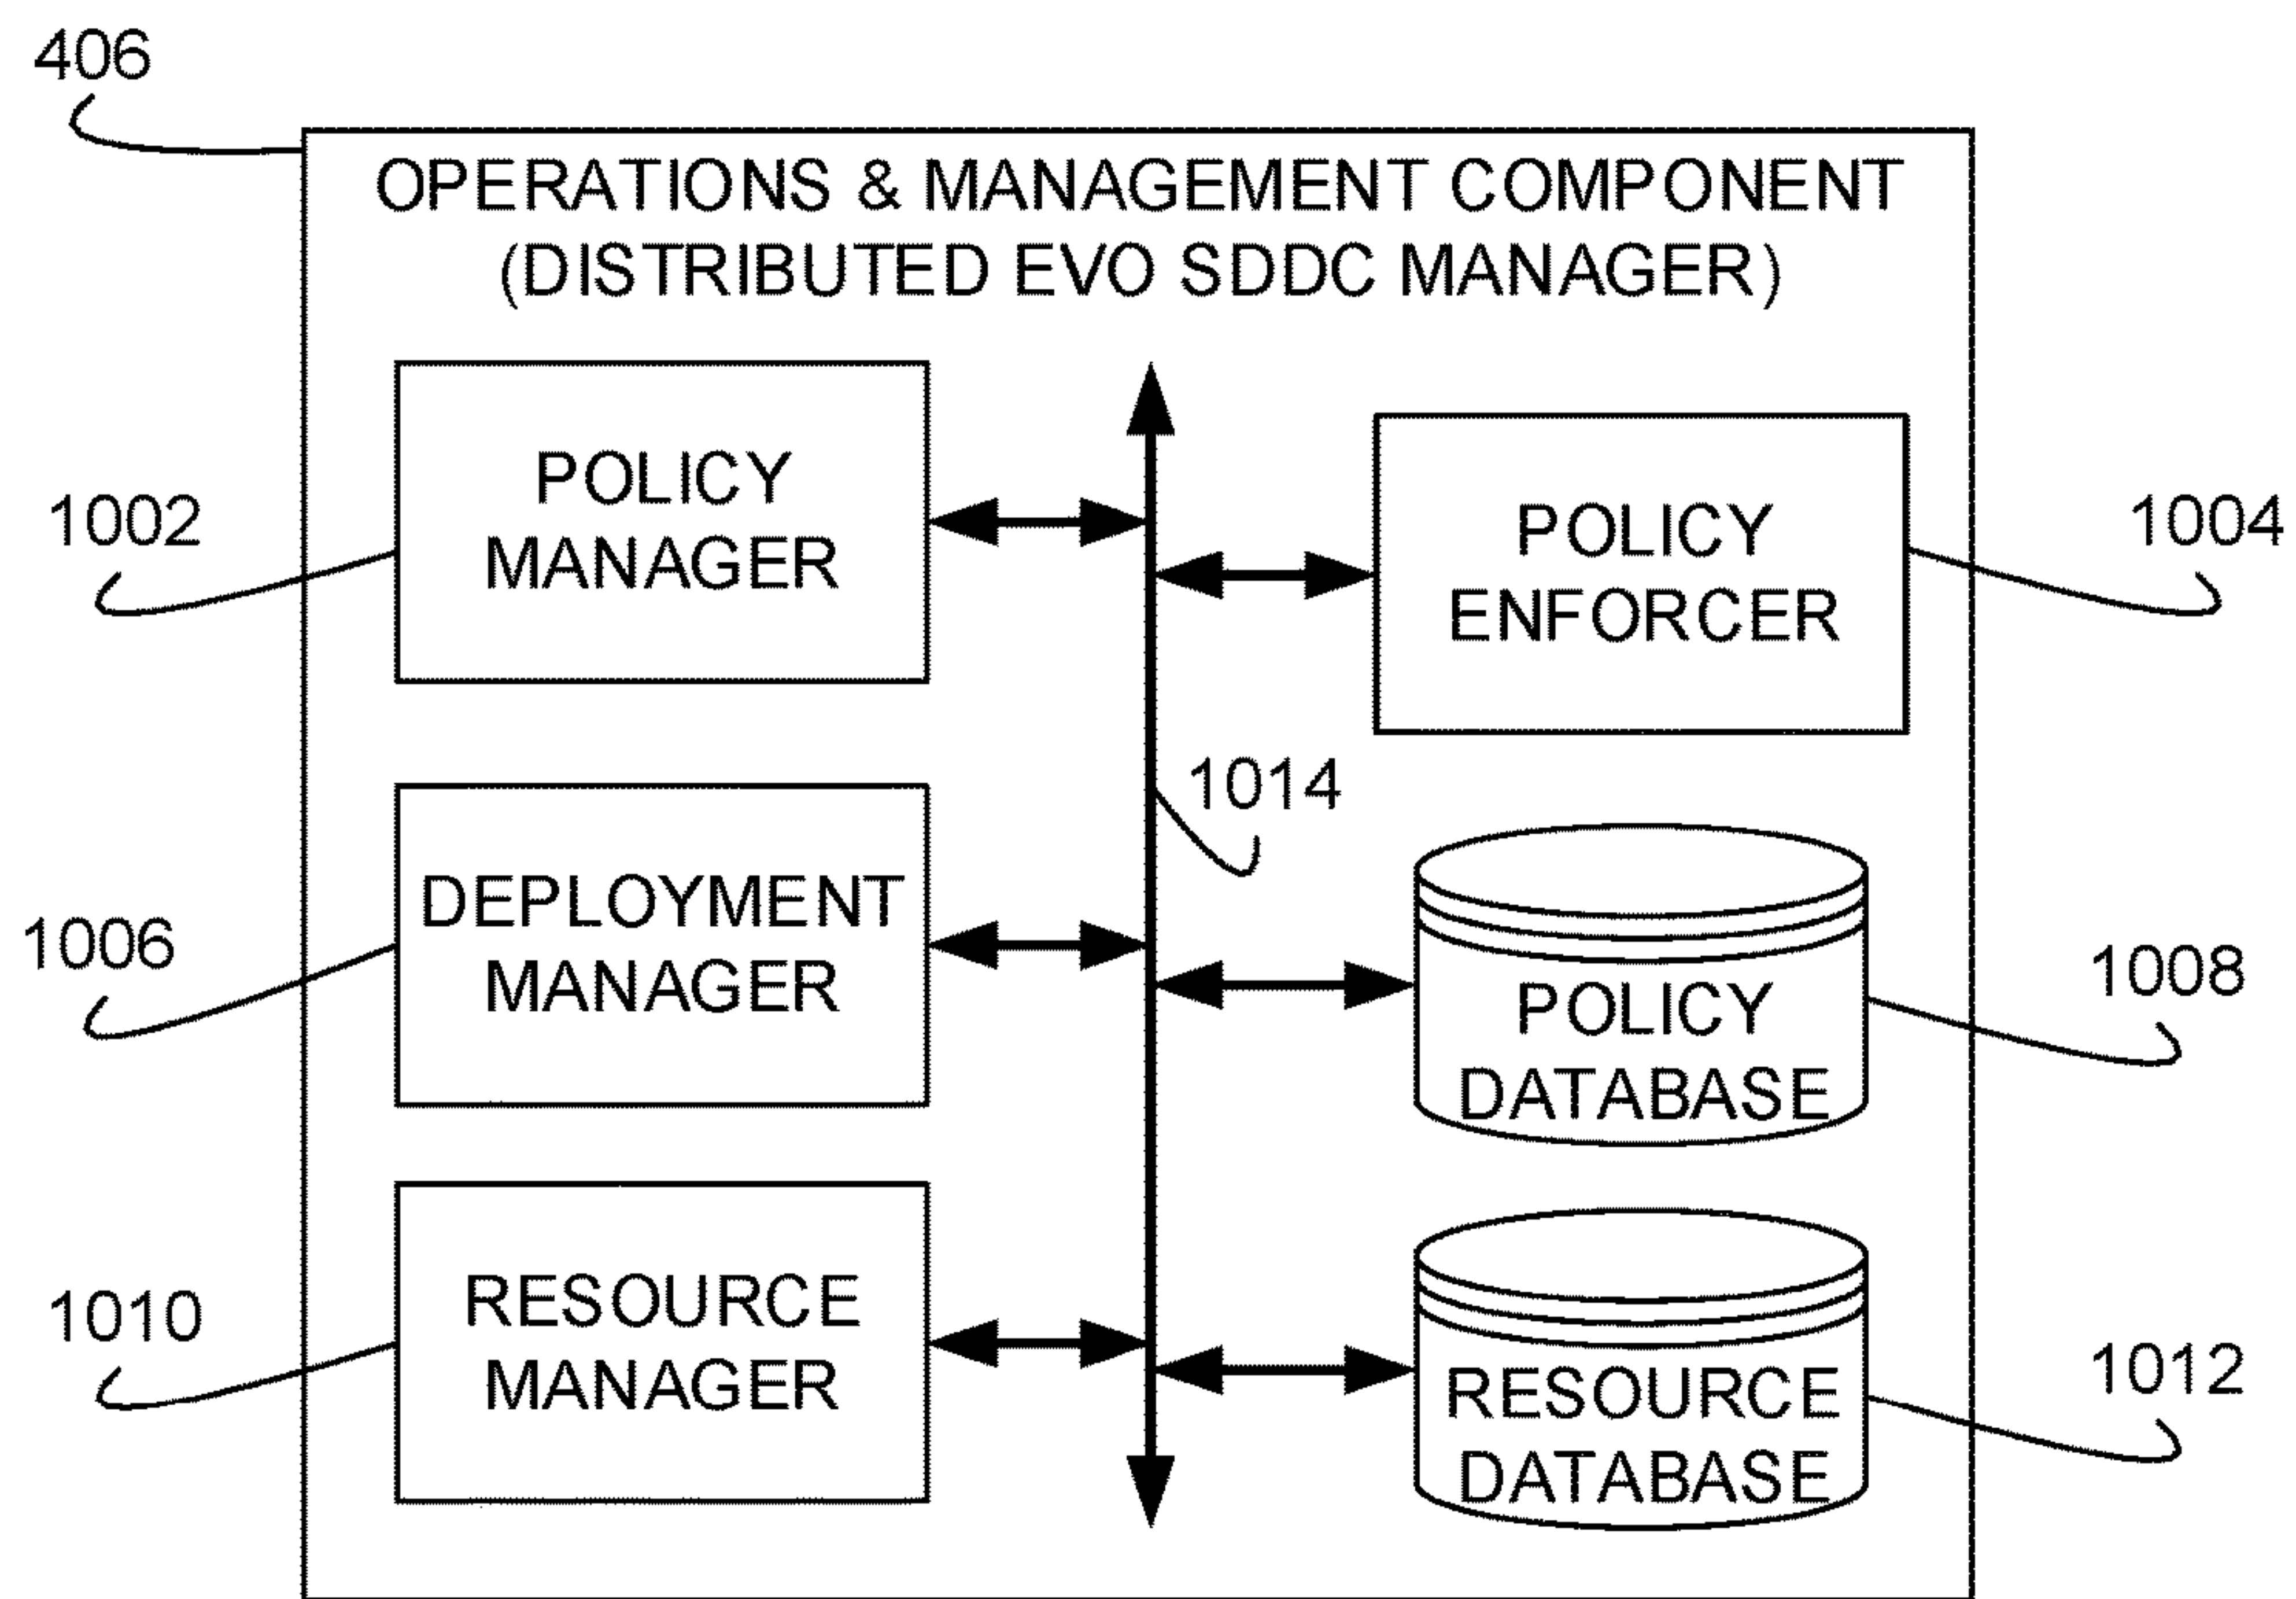 406
OPERATIONS & MANAGEMENT COMPONENT
(DISTRIBUTED EVO SDDC MANAGER)
POLICY
MANAGER
1002
POLICY
ENFORCER
1004
1014
DEPLOYMENT
MANAGER
1006
POLICY
DATABASE
1008
RESOURCE
MANAGER
1010
RESOURCE
DATABASE
1012